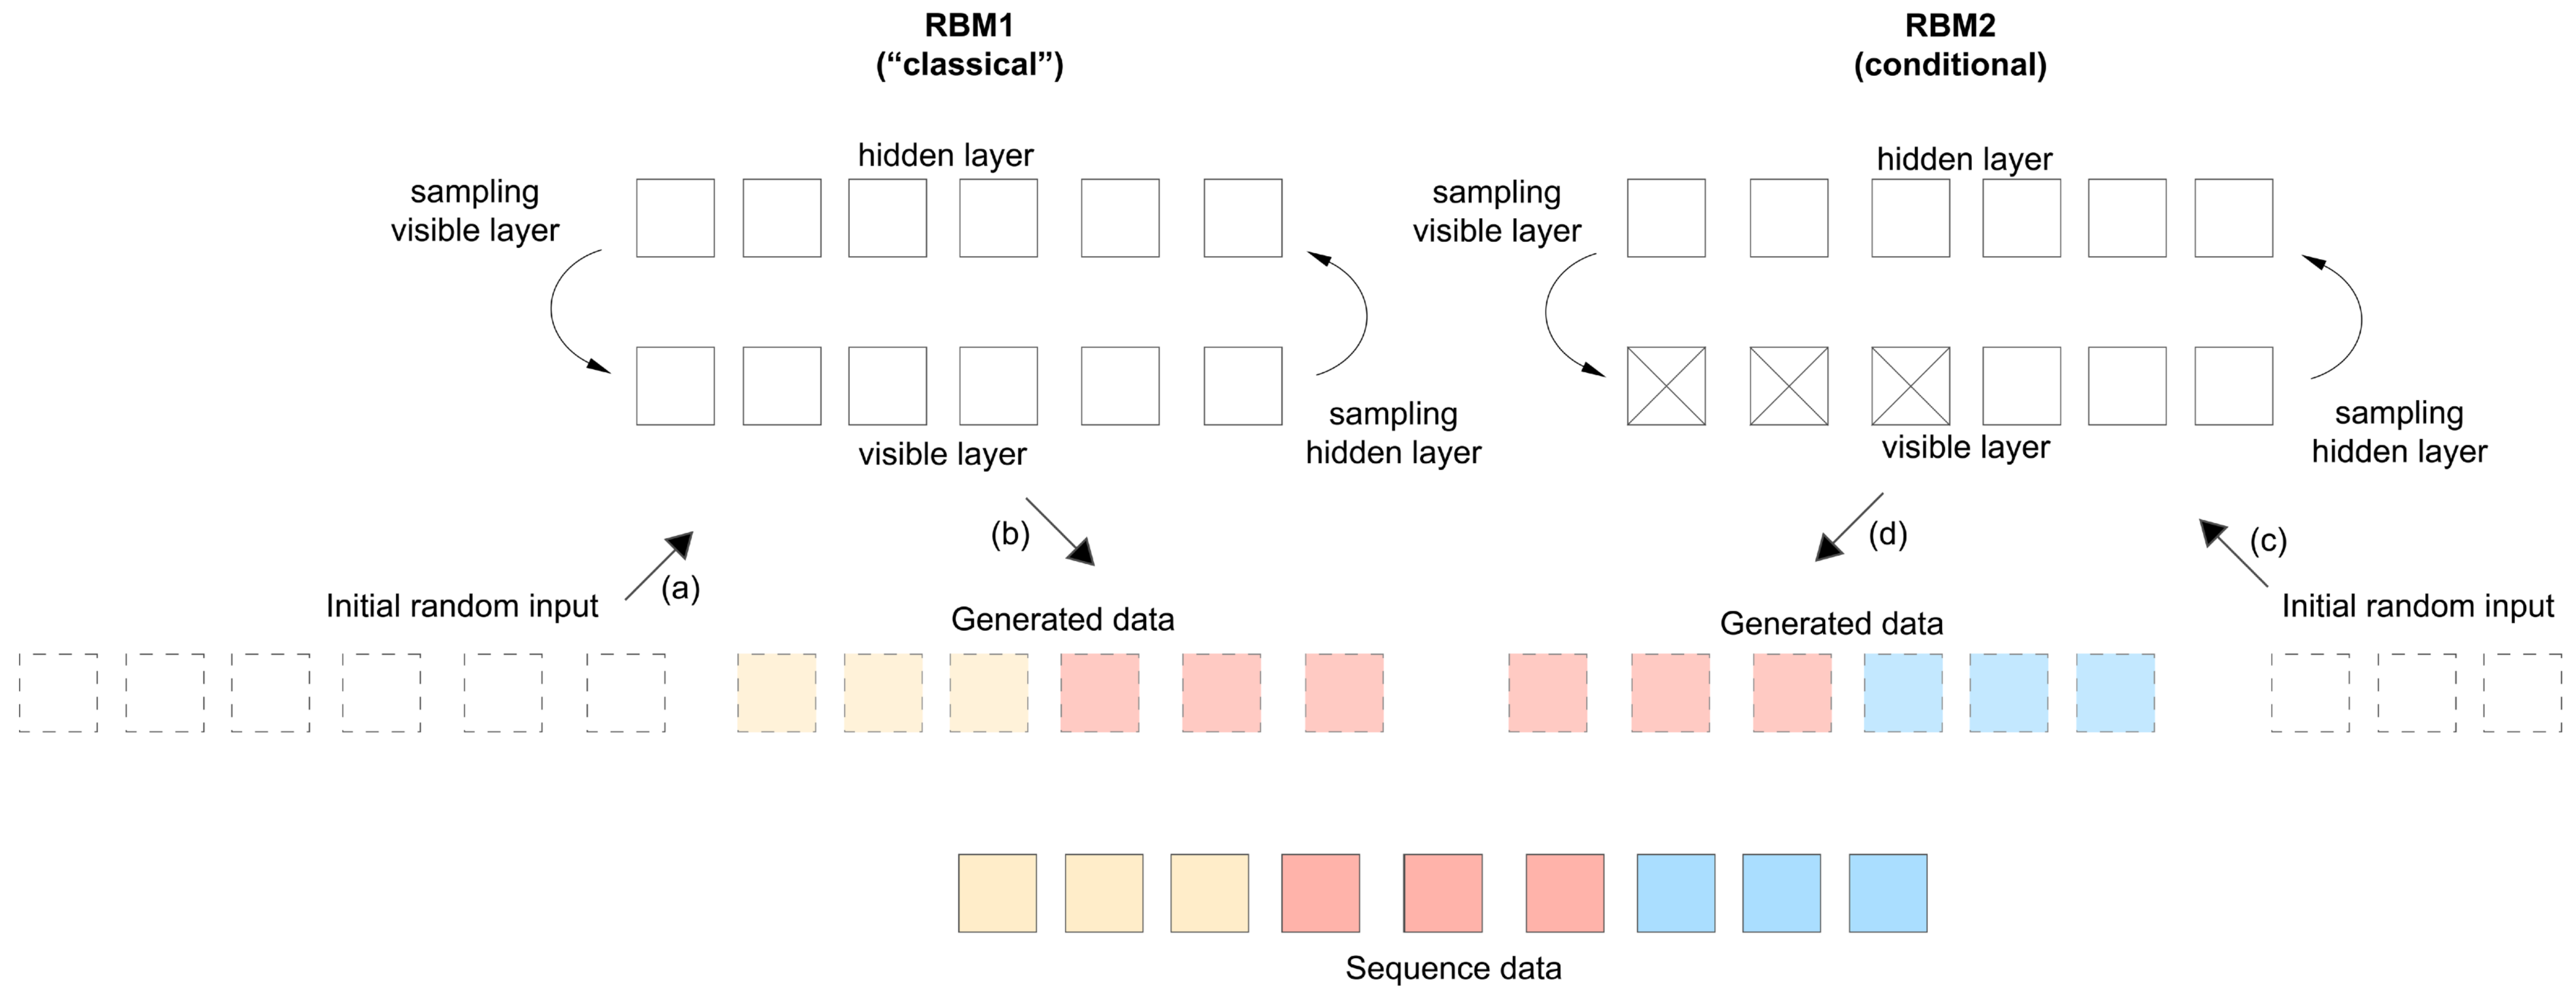 RBM1
(“classical”)
hidden layer
sampling
visible layer
visible layer
sampling
hidden layer
(a)
(b)
Initial random input
Generated data
RBM2
(conditional)
hidden layer
sampling
visible layer
visible layer
sampling
hidden layer
(d)
(c)
Generated data
Initial random input
Sequence data